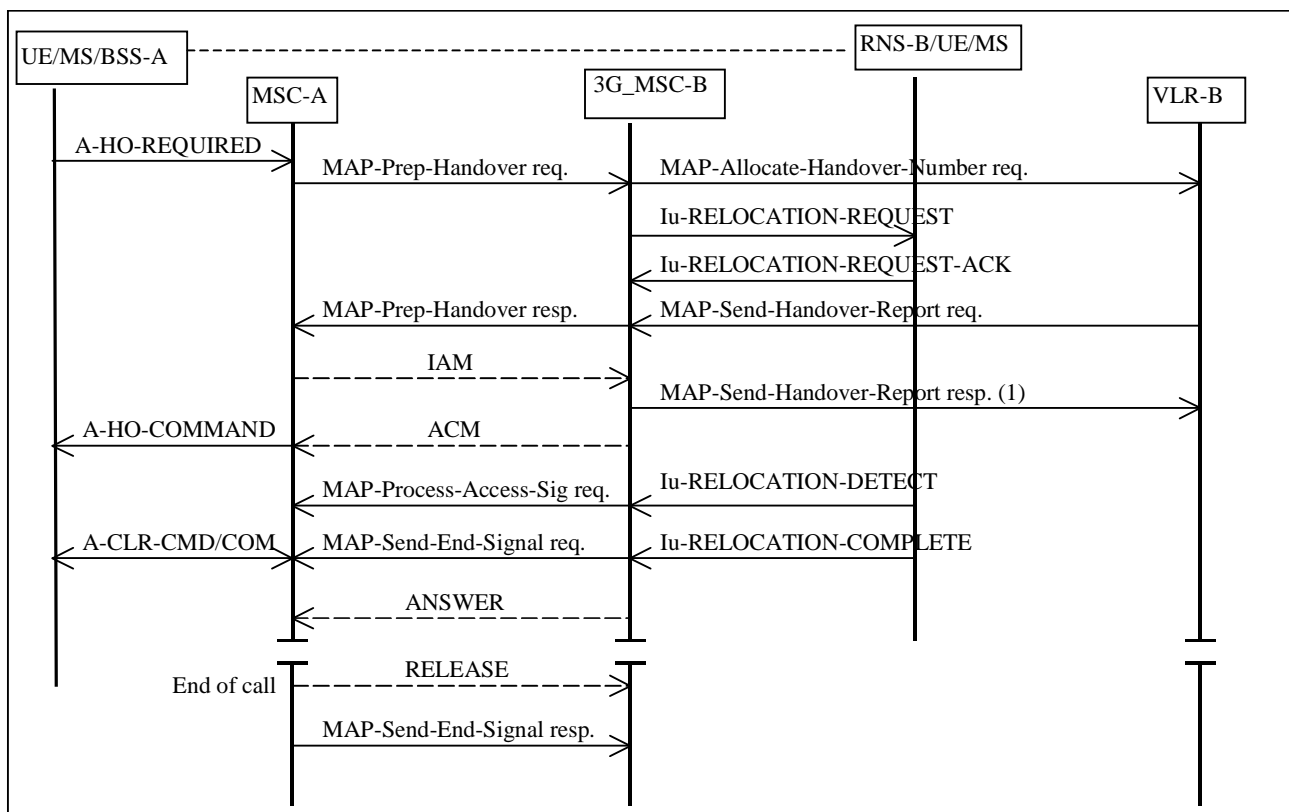 UE/MS/BSS-A
RNS-B/UE/MS
MSC-A
3G_MSC-B
VLR-B
A-HO-REQUIRED
MAP-Prep-Handover req.
MAP-Allocate-Handover-Number req.
Iu-RELOCATION-REQUEST
Iu-RELOCATION-REQUEST-ACK
MAP-Prep-Handover resp.
MAP-Send-Handover-Report req.
IAM
MAP-Send-Handover-Report resp. (1)
A-HO-COMMAND
ACM
Iu-RELOCATION-DETECT
MAP-Process-Access-Sig req.
A-CLR-CMD/COM
MAP-Send-End-Signal req.
Iu-RELOCATION-COMPLETE
ANSWER
RELEASE
End of call
MAP-Send-End-Signal resp.